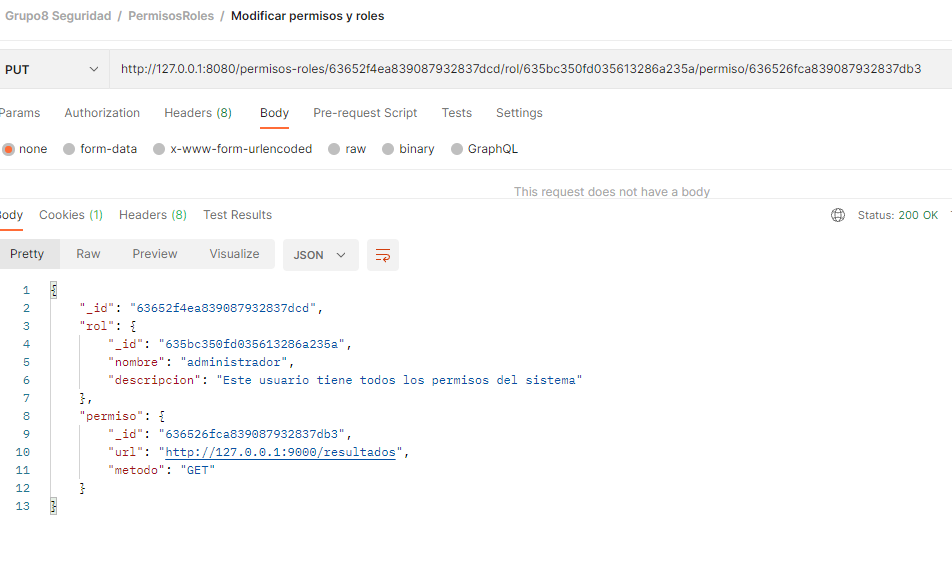 Grupo8 Seguridad / PermisosRoles / Modificar permisos y roles
PUT http://127.0.0.1:8080/permisos-roles/63652f4ea839087932837dcd/rol/635bc350fd035613286a235a/permiso/636526fca839087932837db3
Params Authorization Headers (8) Body Pre-request Script Tests Settings
none form-data x-www-form-urlencoded raw binary GraphQL
This request does not have a body
Body Cookies (1) Headers (8) Test Results Status: 200 OK
Pretty Raw Preview Visualize JSON
1 {
2 "_id": "63652f4ea839087932837dcd",
3 "rol": {
4 "_id": "635bc350fd035613286a235a",
5 "nombre": "administrador",
6 "descripcion": "Este usuario tiene todos los permisos del sistema"
7 },
8 "permiso": {
9 "_id": "636526fca839087932837db3",
10 "url": "http://127.0.0.1:9000/resultados",
11 "metodo": "GET"
12 }
13 }